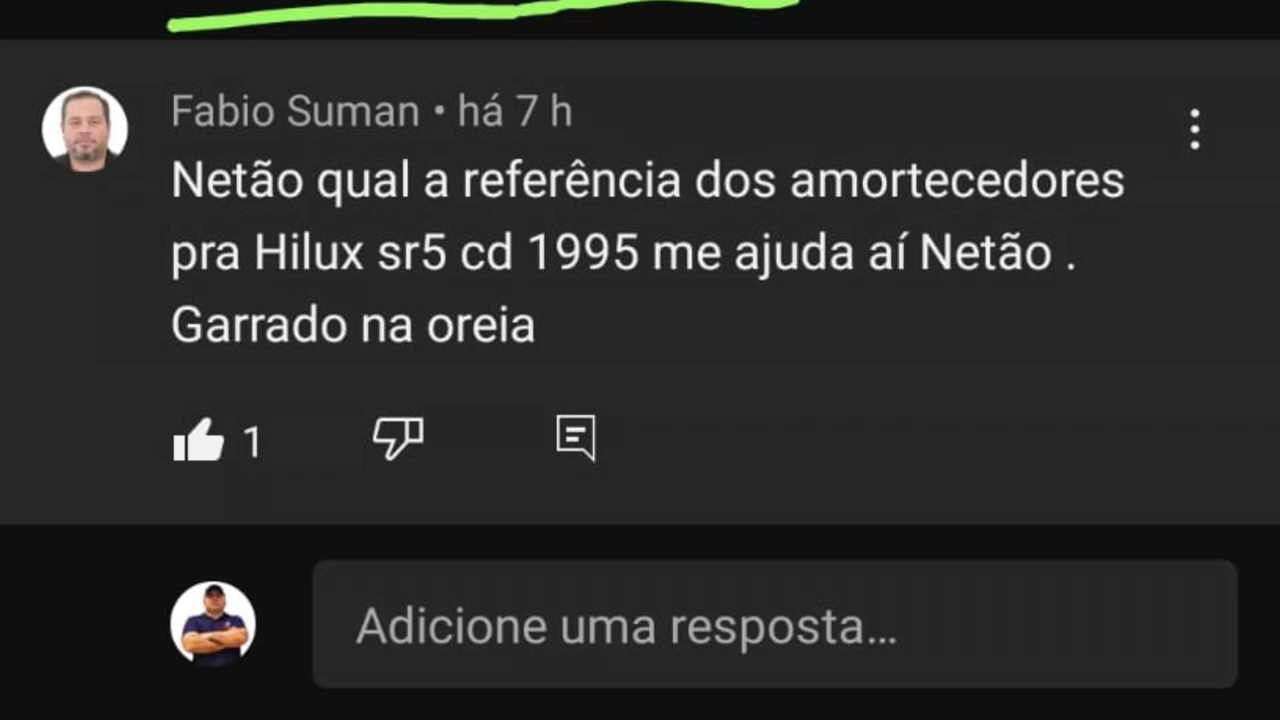 Fabio Suman • há 7 h
Netão qual a referência dos amortecedores
pra Hilux sr5 cd 1995 me ajuda aí Netão .
Garrado na oreia
1
Adicione uma resposta...